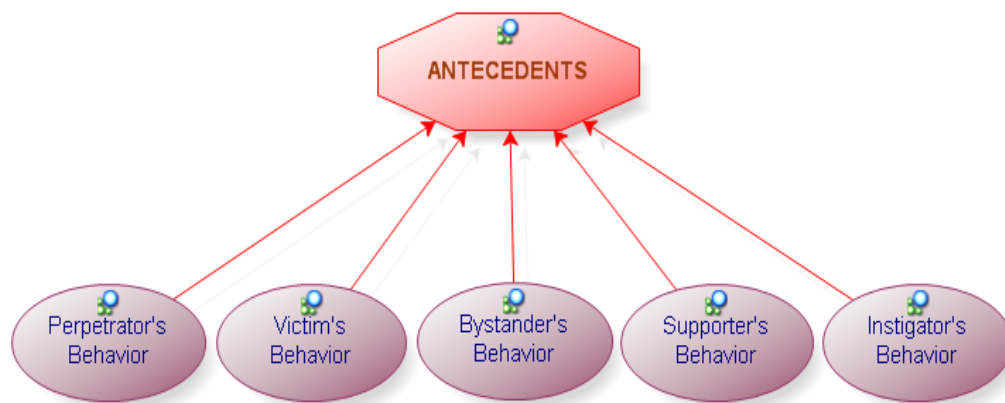 ANTECEDENTS
Perpetrator's
Behavior
Victim's
Behavior
Bystander's
Behavior
Supporter's
Behavior
Instigator's
Behavior